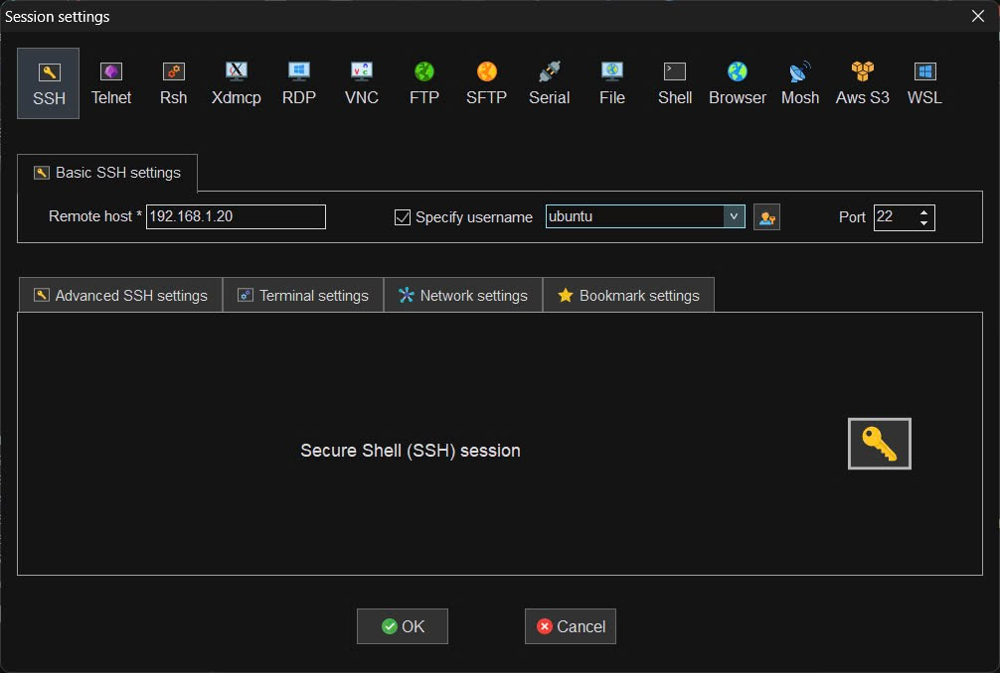 Session settings
SSH Telnet Rsh Xdmcp RDP VNC FTP SFTP Serial File Shell Browser Mosh Aws S3 WSL
Basic SSH settings
Remote host * 192.168.1.20 Specify username ubuntu Port 22
Advanced SSH settings Terminal settings Network settings Bookmark settings
Secure Shell (SSH) session
OK Cancel